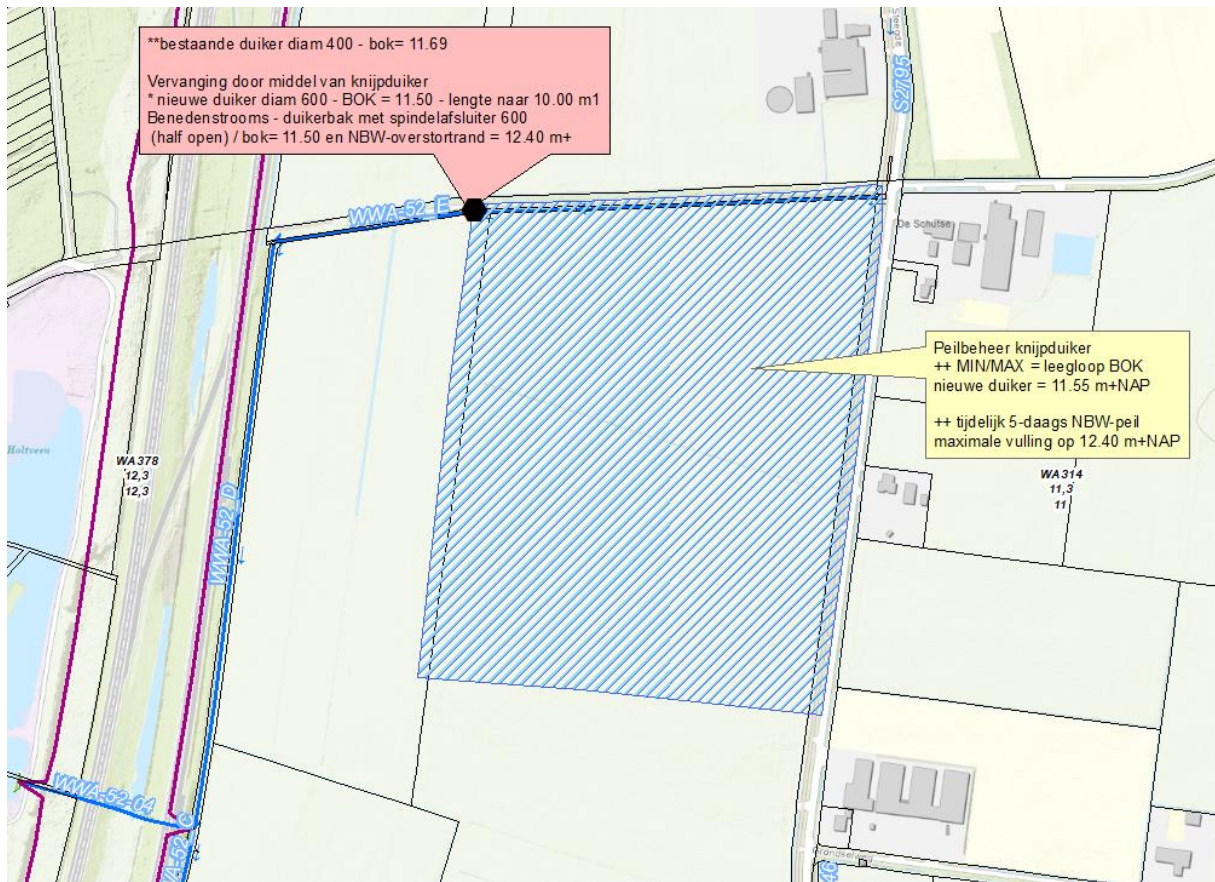 **bestaande duiker diam 400 - bok= 11.69
Vervanging door middel van knijpduiker
* nieuwe duiker diam 600 - BOK = 11.50 - lengte naar 10.00 m1
Benedenstrooms - duikerbak met spindelafsluiter 600
(half open) / bok= 11.50 en NBW-overstortrand = 12.40 m+
Steegde
S2795
WWA-52_E
De Schutse
Peilbeheer knijpduiker
++ MIN/MAX = leegloop BOK
nieuwe duiker = 11.55 m+NAP
++ tijdelijk 5-daags NBW-peil
maximale vulling op 12.40 m+NAP
Holtveen
WA378
12,3
12,3
WA314
11,3
11
WWA-52_D
WWA-52-04
WWA-52_C